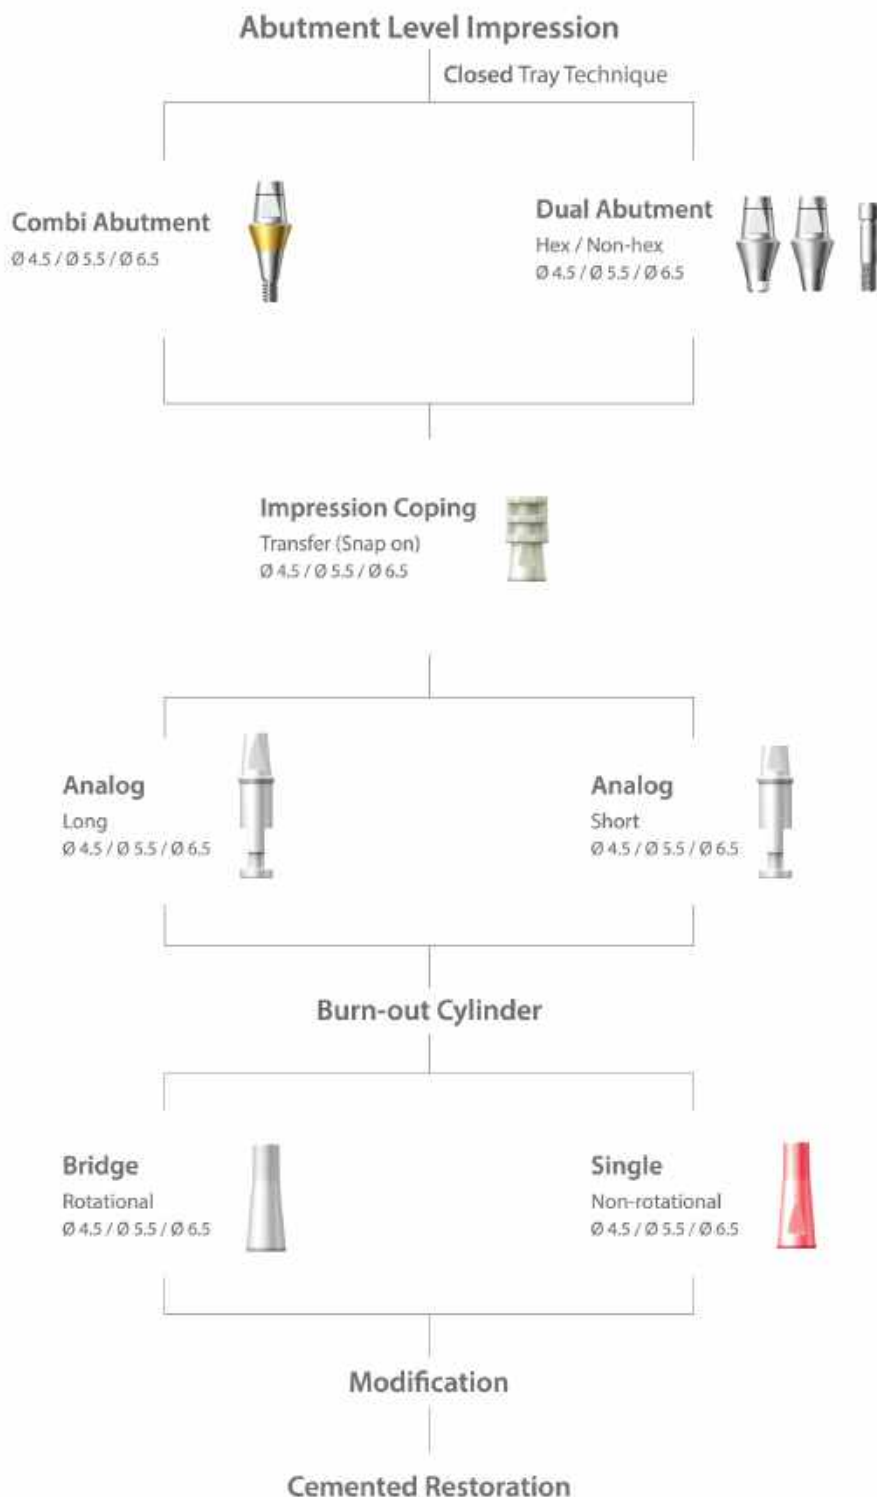 Abutment Level Impression
Closed Tray Technique
Combi Abutment
Ø 4.5 / Ø 5.5 / Ø 6.5
Dual Abutment
Hex / Non-hex
Ø 4.5 / Ø 5.5 / Ø 6.5
Impression Coping
Transfer (Snap on)
Ø 4.5 / Ø 5.5 / Ø 6.5
Analog
Long
Ø 4.5 / Ø 5.5 / Ø 6.5
Analog
Short
Ø 4.5 / Ø 5.5 / Ø 6.5
Burn-out Cylinder
Bridge
Rotational
Ø 4.5 / Ø 5.5 / Ø 6.5
Single
Non-rotational
Ø 4.5 / Ø 5.5 / Ø 6.5
Modification
Cemented Restoration